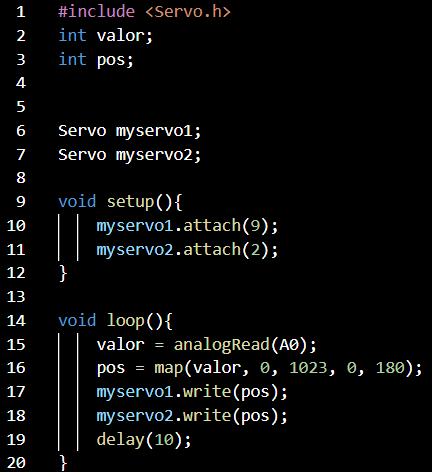 1 #include <Servo.h>
2 int valor;
3 int pos;
4
5
6 Servo myservo1;
7 Servo myservo2;
8
9 void setup(){
10 myservo1.attach(9);
11 myservo2.attach(2);
12 }
13
14 void loop(){
15 valor = analogRead(A0);
16 pos = map(valor, 0, 1023, 0, 180);
17 myservo1.write(pos);
18 myservo2.write(pos);
19 delay(10);
20 }